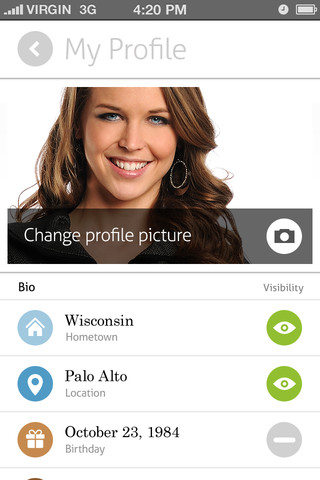 VIRGIN 3G 4:20 PM
My Profile
Change profile picture
Bio Visibility
Wisconsin
Hometown
Palo Alto
Location
October 23, 1984
Birthday